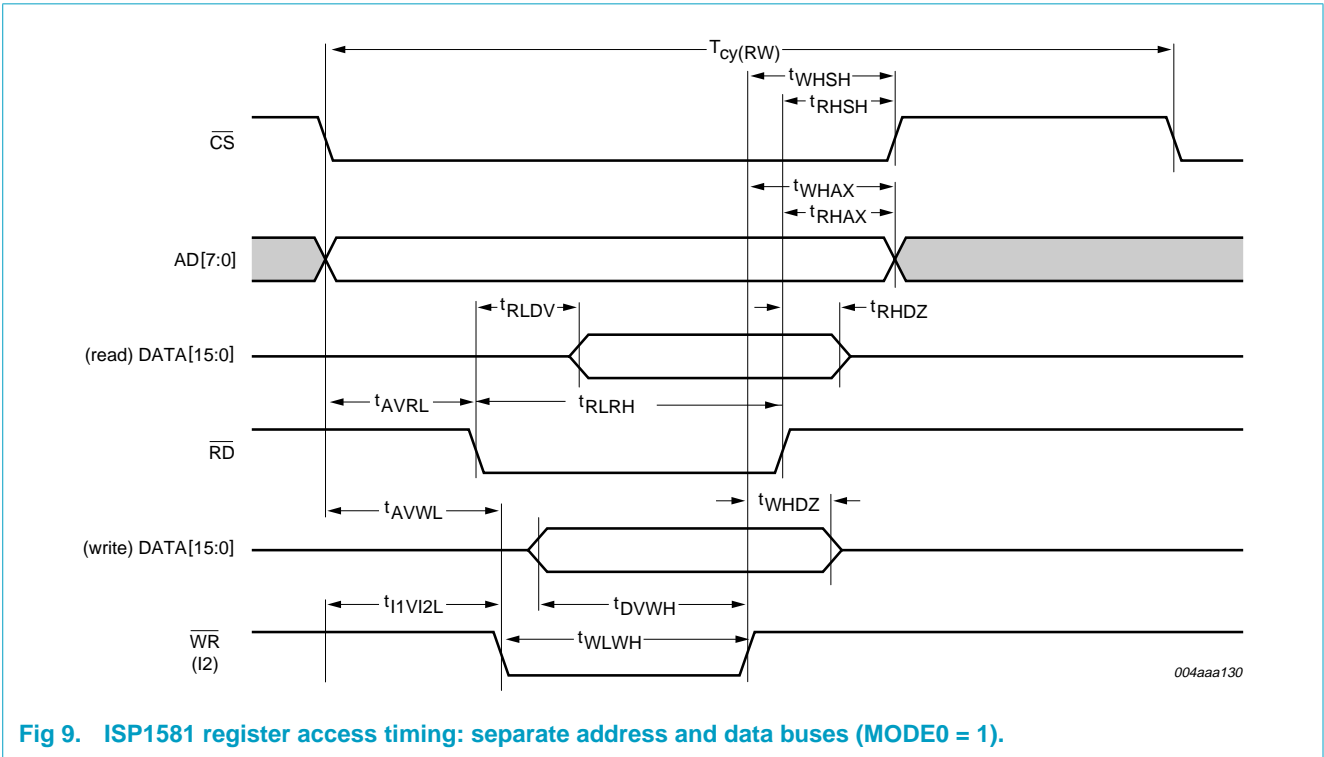 Tcy(RW)
tWHSH
tRHSH
CS
tWHAX
tRHAX
AD[7:0]
tRLDV
tRHDZ
(read) DATA[15:0]
tAVRL
tRLRH
RD
tAVWL
tWHDZ
(write) DATA[15:0]
tI1VI2L
tDVWH
tWLWH
WR
(I2)
004aaa130
Fig 9. ISP1581 register access timing: separate address and data buses (MODE0 = 1).